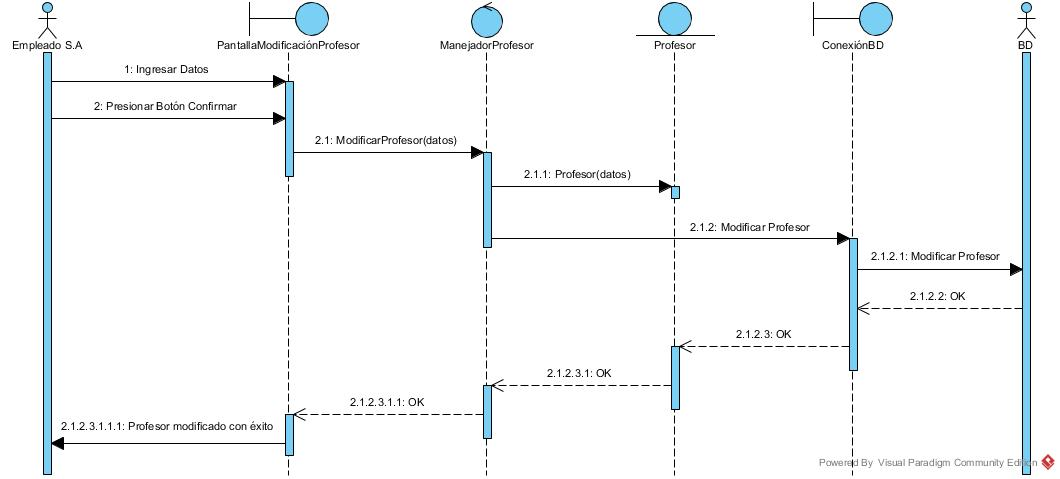 Empleado S.A
PantallaModificaciónProfesor
ManejadorProfesor
Profesor
ConexiónBD
BD
1: Ingresar Datos
2: Presionar Botón Confirmar
2.1: ModificarProfesor(datos)
2.1.1: Profesor(datos)
2.1.2: Modificar Profesor
2.1.2.1: Modificar Profesor
2.1.2.2: OK
2.1.2.3: OK
2.1.2.3.1: OK
2.1.2.3.1.1: OK
2.1.2.3.1.1.1: Profesor modificado con éxito
Powered By Visual Paradigm Community Edition